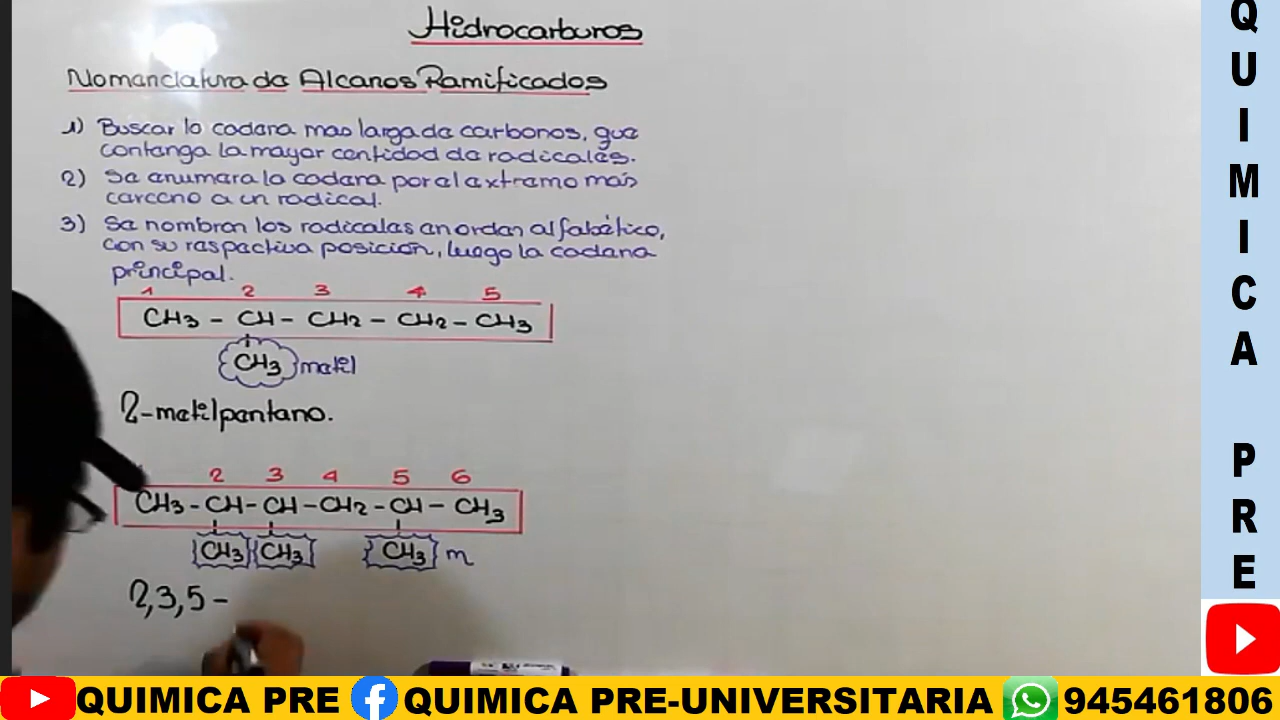 Hidrocarburos
Nomenclatura de Alcanos Ramificados
1) Buscar la cadena mas larga de carbonos, que
contenga la mayor cantidad de radicales.
2) Se enumera la cadena por el extremo más
cercano a un radical.
3) Se nombran los radicales en orden alfabético,
con su respectiva posición, luego la cadena
principal.
1 2 3 4 5
CH3 - CH - CH2 - CH2 - CH3
CH3 metil
2-metilpentano.
2 3 4 5 6
CH3 - CH - CH - CH2 - CH - CH3
CH3 CH3 CH3 m
2,3,5 -
QUIMICA PRE
QUIMICA PRE QUIMICA PRE-UNIVERSITARIA 945461806